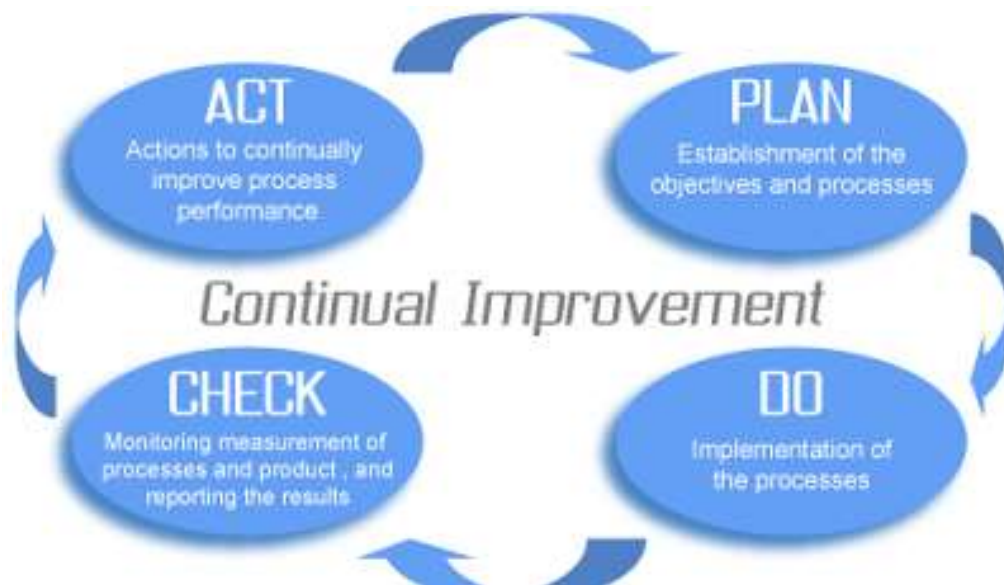 ACT
Actions to continually
improve process
performance
PLAN
Establishment of the
objectives and processes
Continual Improvement
CHECK
Monitoring measurement of
processes and product , and
reporting the results
DO
Implementation of
the processes